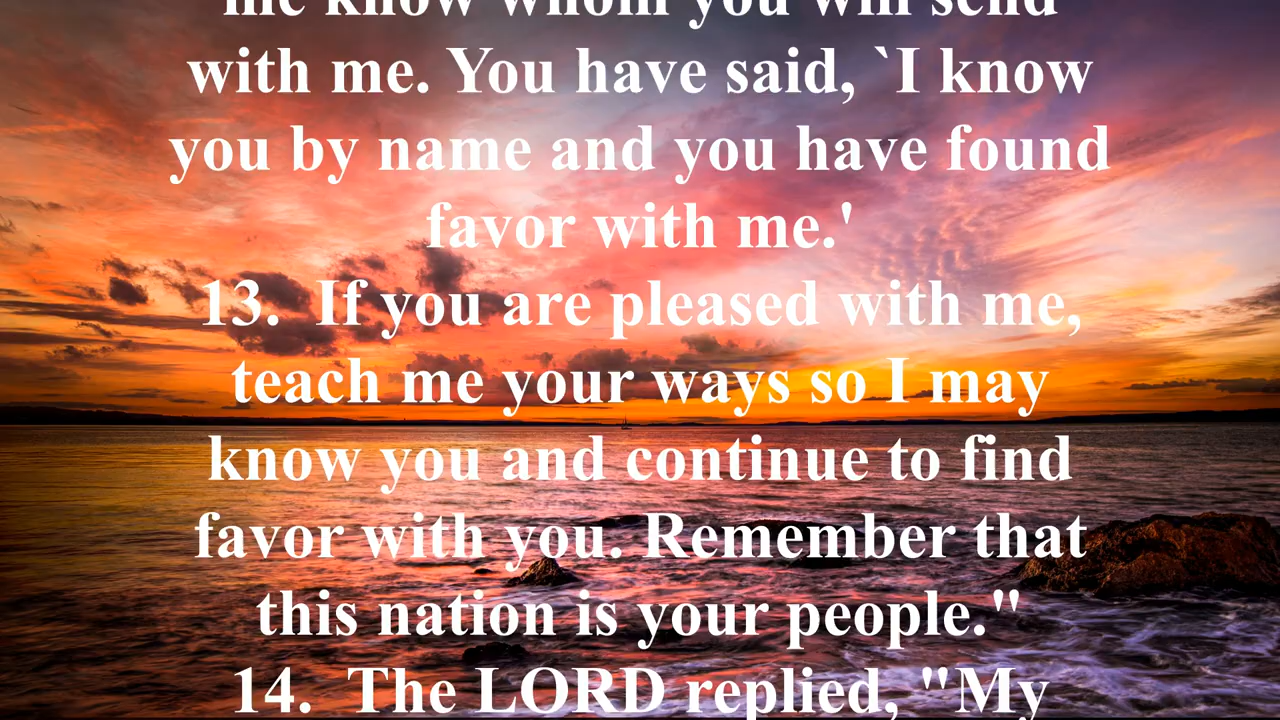 me know whom you will send
with me. You have said, `I know
you by name and you have found
favor with me.'
13.  If you are pleased with me,
teach me your ways so I may
know you and continue to find
favor with you. Remember that
this nation is your people."
14.  The LORD replied, "My